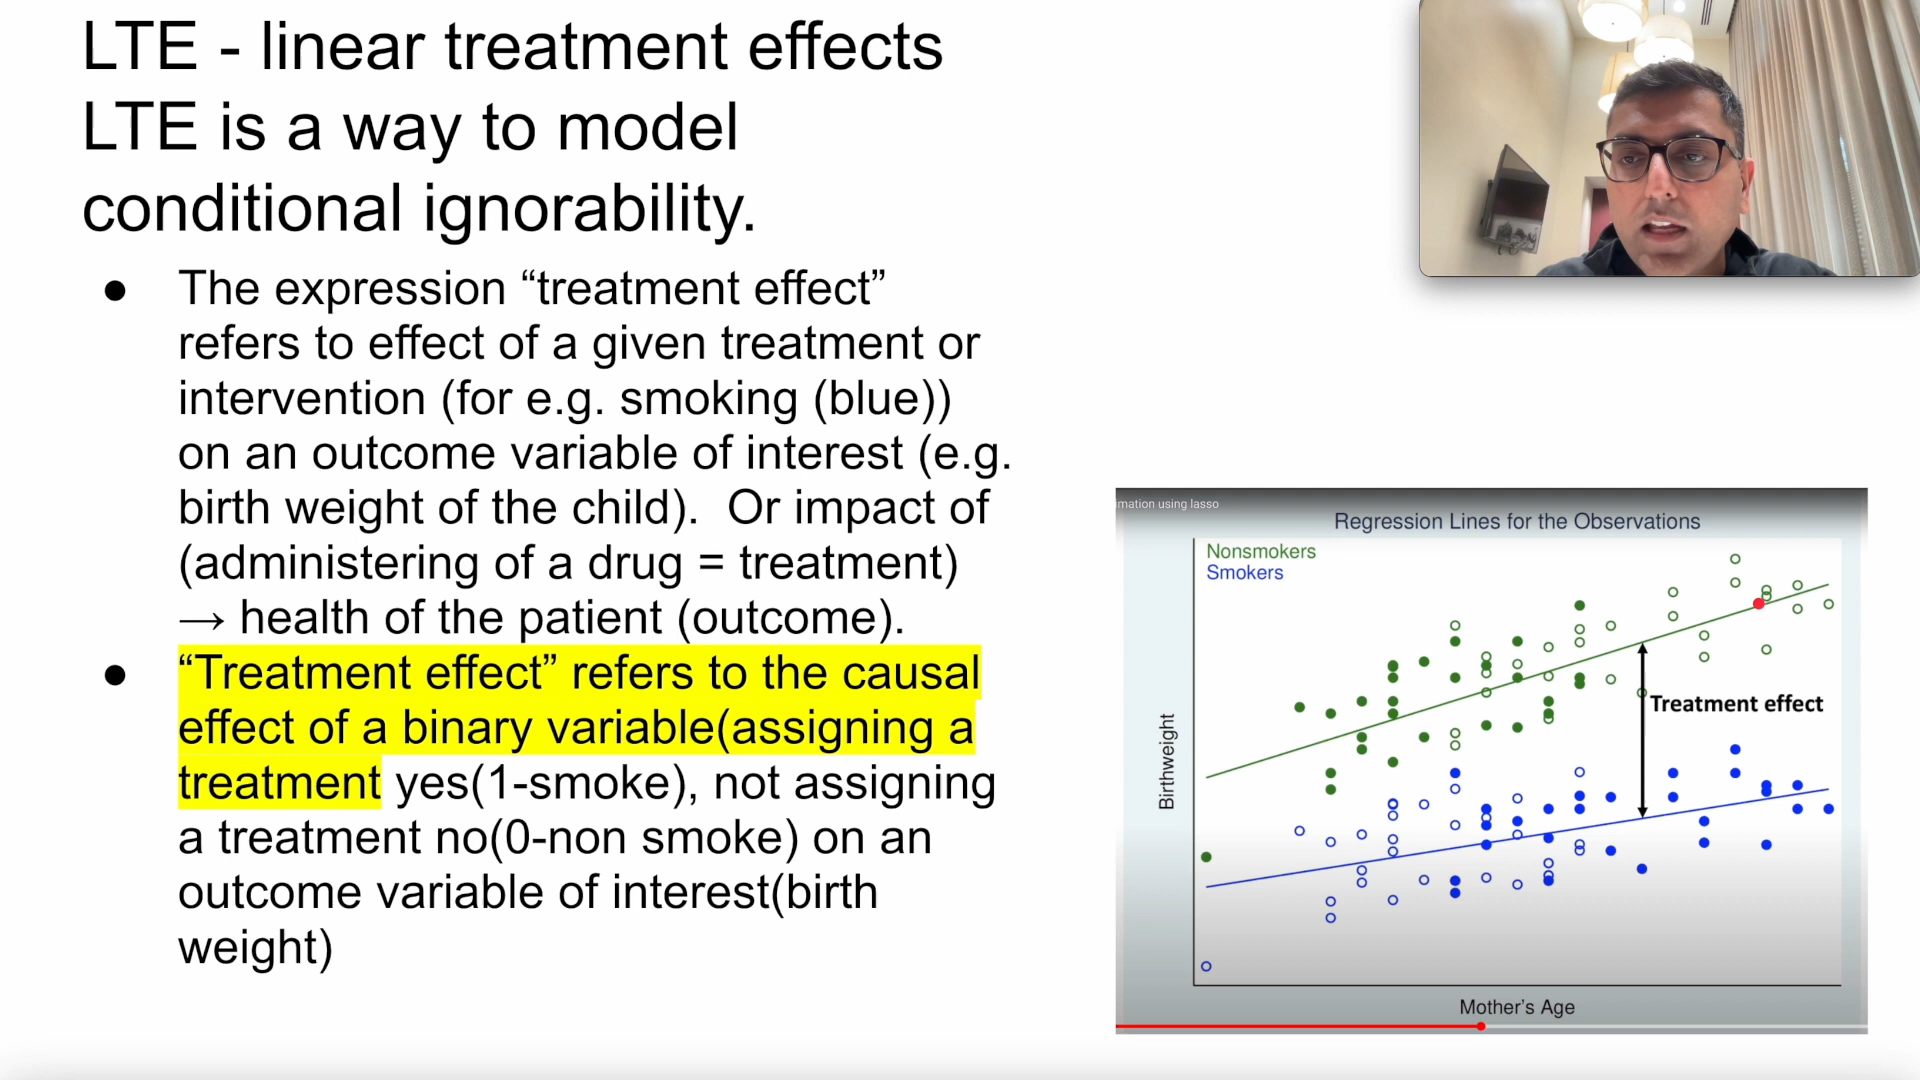 LTE - linear treatment effects
LTE is a way to model
conditional ignorability.
● The expression “treatment effect”
refers to effect of a given treatment or
intervention (for e.g. smoking (blue))
on an outcome variable of interest (e.g.
birth weight of the child).  Or impact of
(administering of a drug = treatment)
→ health of the patient (outcome).
● “Treatment effect” refers to the causal
effect of a binary variable(assigning a
treatment yes(1-smoke), not assigning
a treatment no(0-non smoke) on an
outcome variable of interest(birth
weight)
imation using lasso
Regression Lines for the Observations
Nonsmokers
Smokers
Treatment effect
Birthweight
Mother’s Age